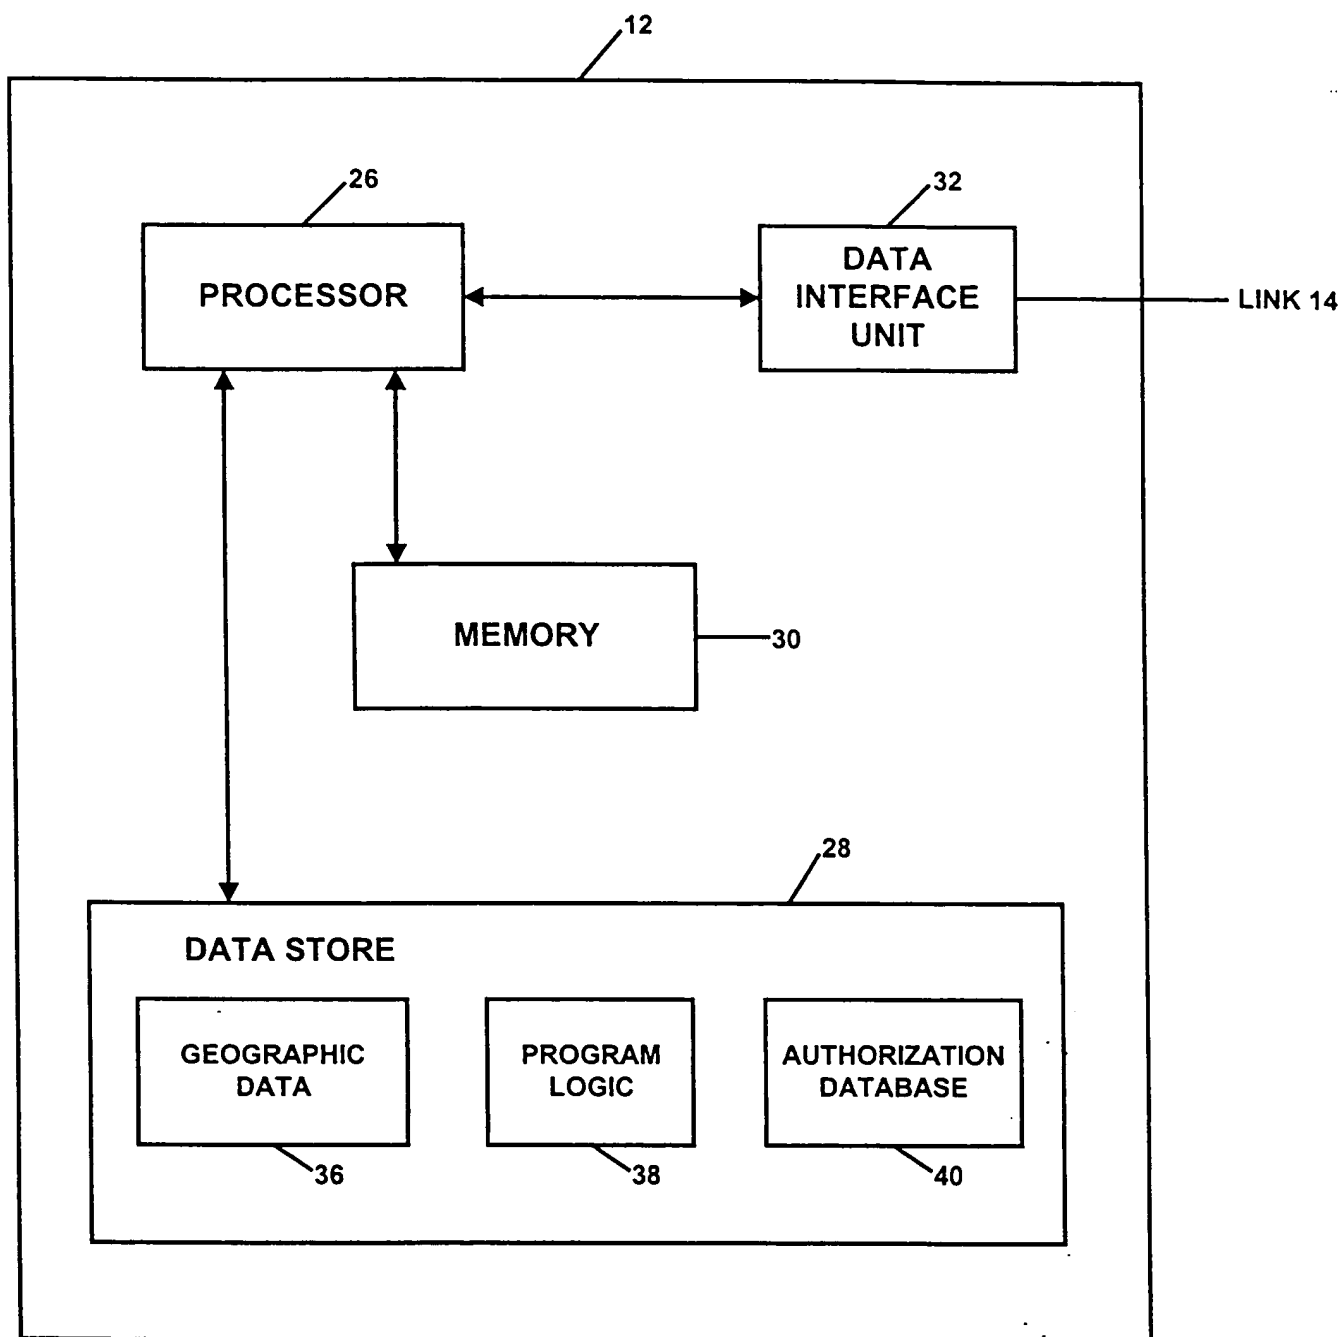 12
26
32
PROCESSOR
DATA
INTERFACE
UNIT
LINK 14
MEMORY
30
28
DATA STORE
GEOGRAPHIC
DATA
PROGRAM
LOGIC
AUTHORIZATION
DATABASE
36
38
40